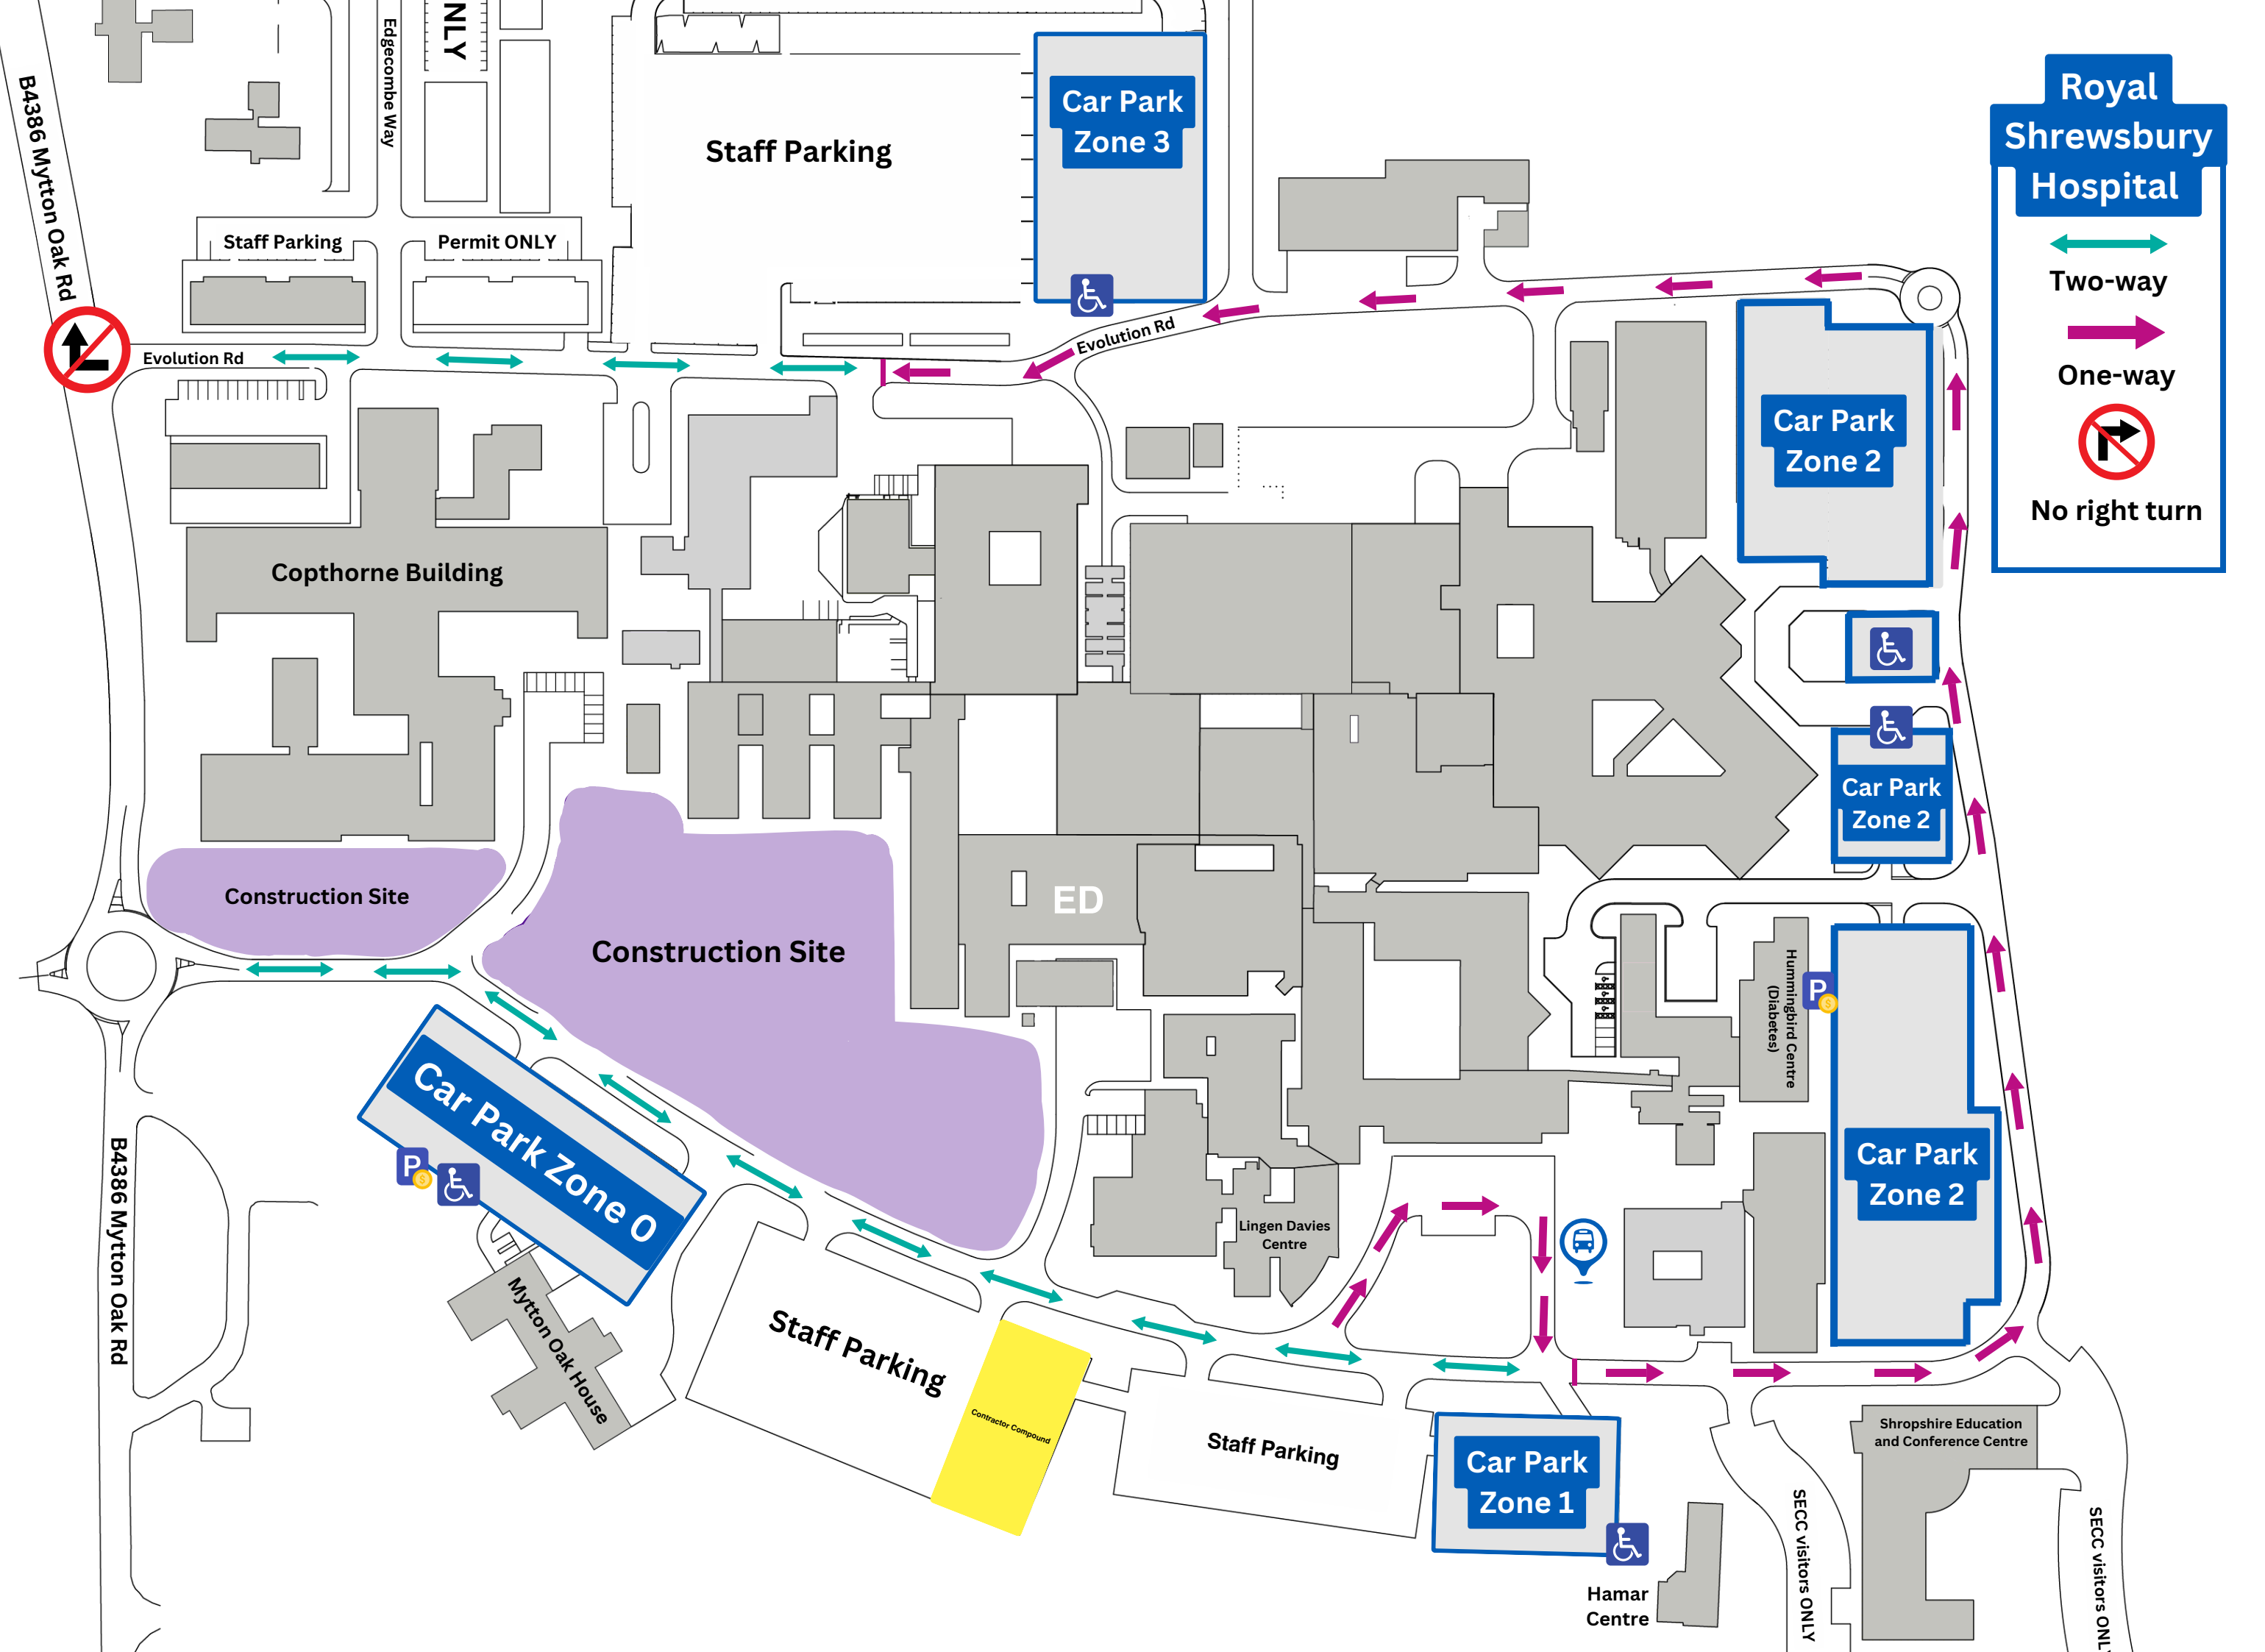 Royal
Shrewsbury
Hospital
Two-way
One-way
No right turn
B4386 Mytton Oak Rd
Edgecombe Way
NLY
Staff Parking
Car Park
Zone 3
Staff Parking
Permit ONLY
Evolution Rd
Evolution Rd
Car Park
Zone 2
Copthorne Building
Car Park
Zone 2
Construction Site
ED
Construction Site
Hummingbird Centre
(Diabetes)
P
$
Car Park Zone 0
P
$
Car Park
Zone 2
B4386 Mytton Oak Rd
Lingen Davies
Centre
Mytton Oak House
Staff Parking
Contractor Compound
Staff Parking
Car Park
Zone 1
Shropshire Education
and Conference Centre
SECC visitors ONLY
SECC visitors ONL
Hamar
Centre